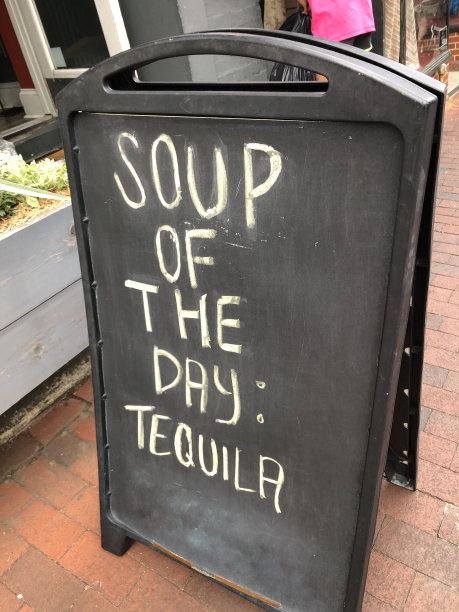 SOUP
OF
THE
DAY:
TEQUILA